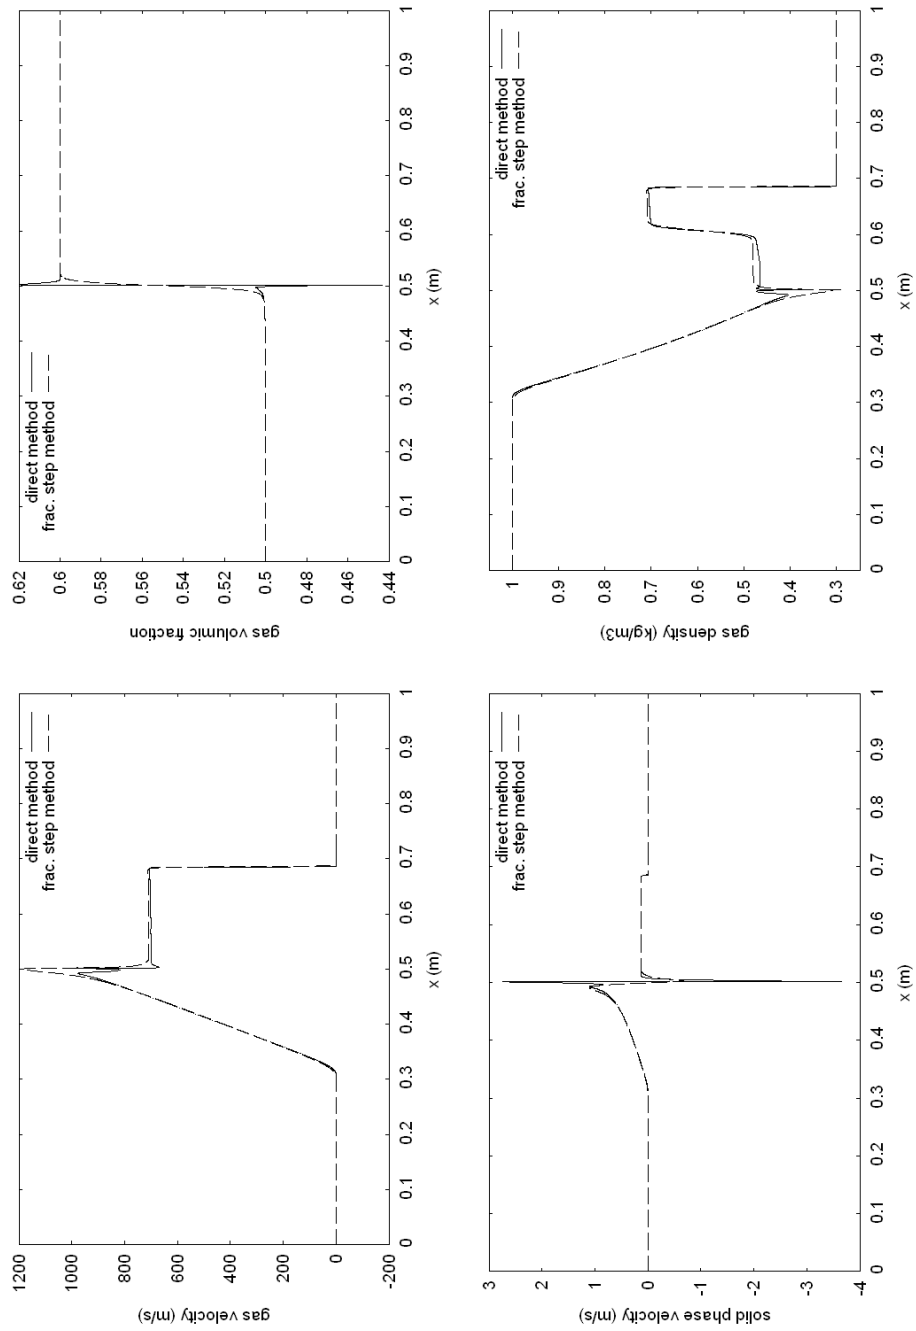 gas velocity (m/s)
1200
1000
800
600
400
200
0
-200
0 0.1 0.2 0.3 0.4 0.5 0.6 0.7 0.8 0.9 1
x (m)
direct method
frac. step method
gas volumic fraction
0.62
0.6
0.58
0.56
0.54
0.52
0.5
0.48
0.46
0.44
0 0.1 0.2 0.3 0.4 0.5 0.6 0.7 0.8 0.9 1
x (m)
direct method
frac. step method
solid phase velocity (m/s)
3
2
1
0
-1
-2
-3
-4
0 0.1 0.2 0.3 0.4 0.5 0.6 0.7 0.8 0.9 1
x (m)
direct method
frac. step method
gas density (kg/m3)
1
0.9
0.8
0.7
0.6
0.5
0.4
0.3
0 0.1 0.2 0.3 0.4 0.5 0.6 0.7 0.8 0.9 1
x (m)
direct method
frac. step method